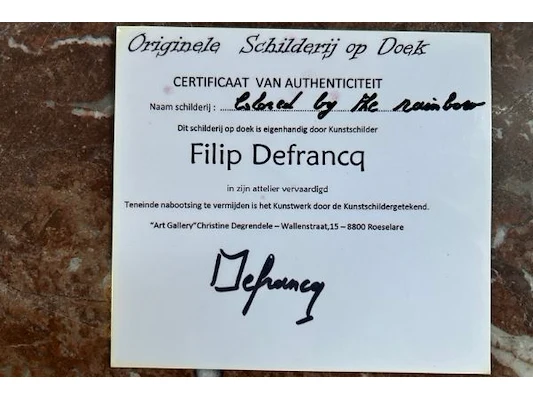 Originele Schilderij op Doek
CERTIFICAAT VAN AUTHENTICITEIT
Naam schilderij : Colored by the rainbow
Dit schilderij op doek is eigenhandig door Kunstschilder
Filip Defrancq
in zijn attelier vervaardigd
Teneinde nabootsing te vermijden is het Kunstwerk door de Kunstschildergetekend.
"Art Gallery"Christine Degrendele – Wallenstraat,15 – 8800 Roeselare
Defrancq